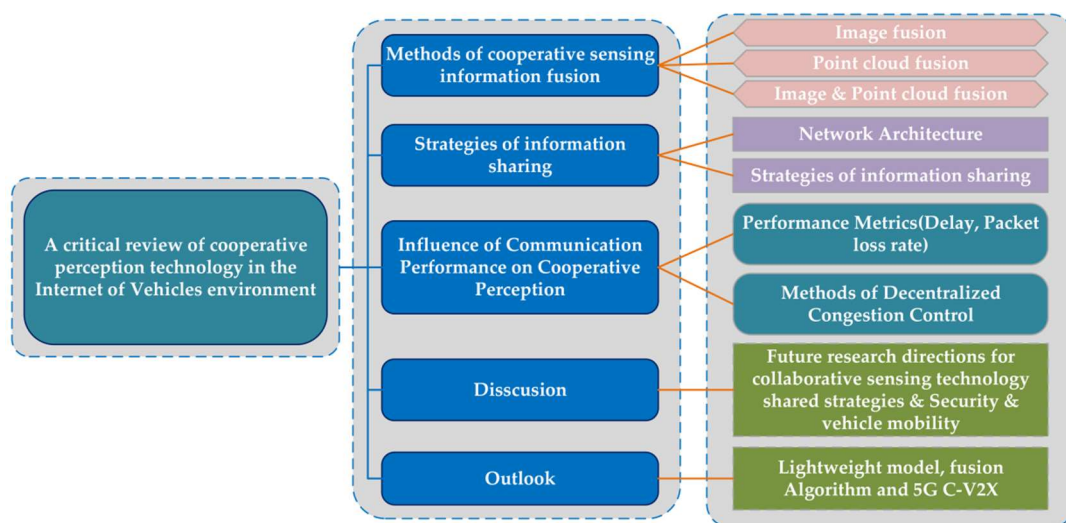 A critical review of cooperative
perception technology in the
Internet of Vehicles environment
Methods of cooperative sensing
information fusion
Strategies of information
sharing
Influence of Communication
Performance on Cooperative
Perception
Disscusion
Outlook
Image fusion
Point cloud fusion
Image & Point cloud fusion
Network Architecture
Strategies of information sharing
Performance Metrics(Delay, Packet
loss rate)
Methods of Decentralized
Congestion Control
Future research directions for
collaborative sensing technology
shared strategies & Security &
vehicle mobility
Lightweight model, fusion
Algorithm and 5G C-V2X